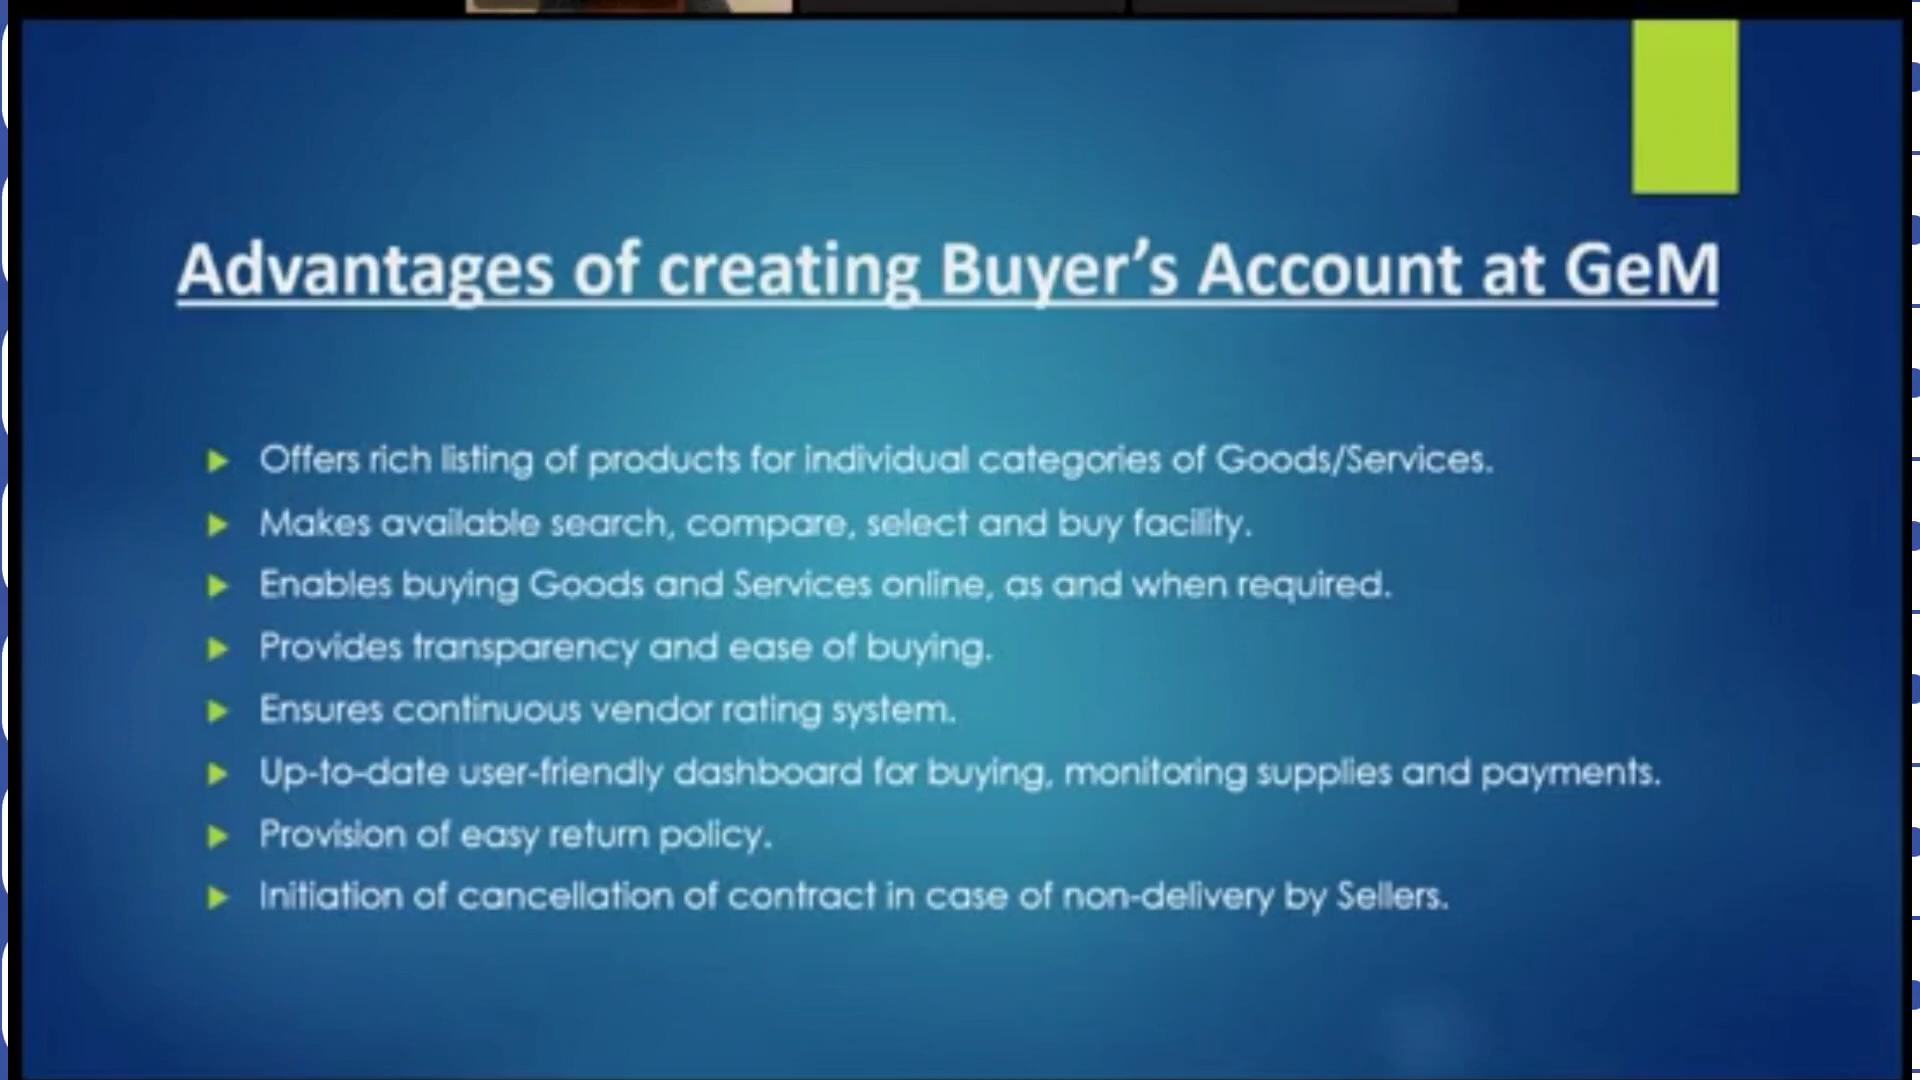 Advantages of creating Buyer’s Account at GeM
Offers rich listing of products for individual categories of Goods/Services.
Makes available search, compare, select and buy facility.
Enables buying Goods and Services online, as and when required.
Provides transparency and ease of buying.
Ensures continuous vendor rating system.
Up-to-date user-friendly dashboard for buying, monitoring supplies and payments.
Provision of easy return policy.
Initiation of cancellation of contract in case of non-delivery by Sellers.